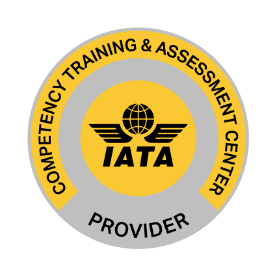 COMPETENCY TRAINING & ASSESSMENT CENTER
IATA
PROVIDER